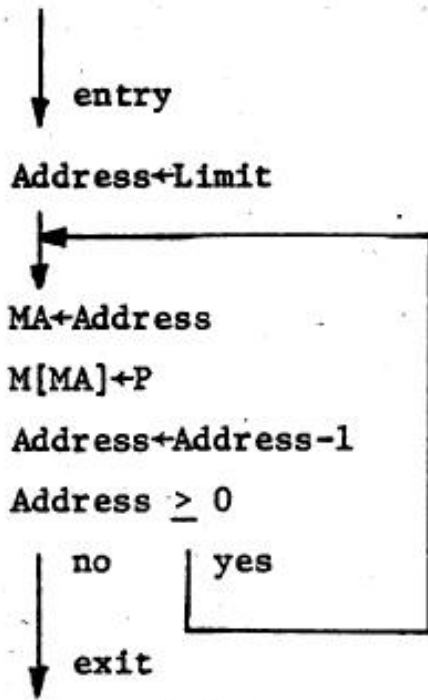 entry
Address←Limit
MA←Address
M[MA]←P
Address←Address-1
Address ≥ 0
no yes
exit